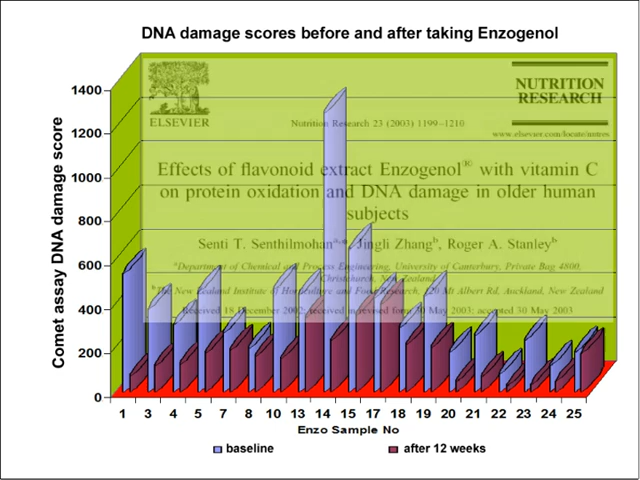 DNA damage scores before and after taking Enzogenol
ELSEVIER
NUTRITION
RESEARCH
Nutrition Research 23 (2003) 1199–1210
www.elsevier.com/locate/nutres
Effects of flavonoid extract Enzogenol® with vitamin C
on protein oxidation and DNA damage in older human
subjects
Senti T. Senthilmohan Jingli Zhangᵇ, Roger A. Stanleyᵇ
ᵃDepartment of Chemical and Process Engineering, University of Canterbury, Private Bag 4800,
Christchurch, New Zealand
New Zealand Institute of Horticulture and Food Research, 120 Mt Albert Rd, Auckland, New Zealand
Received 18 December 2002; received in revised form 30 May 2003; accepted 30 May 2003
Comet assay DNA damage score
1400
1200
1000
800
600
400
200
0
1 3 4 5 7 8 10 13 14 15 17 18 19 20 21 22 23 24 25
Enzo Sample No
baseline after 12 weeks